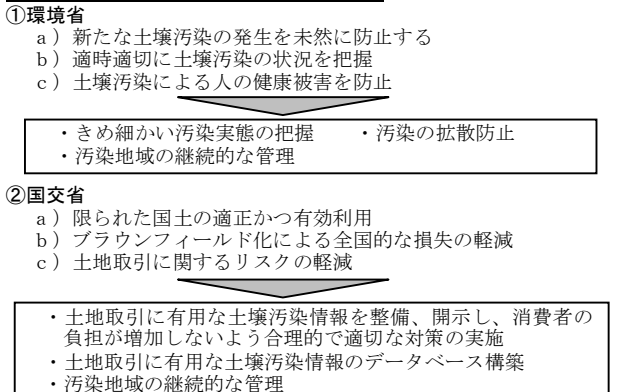 ①環境省
a）新たな土壌汚染の発生を未然に防止する
b）適時適切に土壌汚染の状況を把握
c）土壌汚染による人の健康被害を防止
・きめ細かい汚染実態の把握　　・汚染の拡散防止
・汚染地域の継続的な管理
②国交省
a）限られた国土の適正かつ有効利用
b）ブラウンフィールド化による全国的な損失の軽減
c）土地取引に関するリスクの軽減
・土地取引に有用な土壌汚染情報を整備、開示し、消費者の
負担が増加しないよう合理的で適切な対策の実施
・土地取引に有用な土壌汚染情報のデータベース構築
・汚染地域の継続的な管理